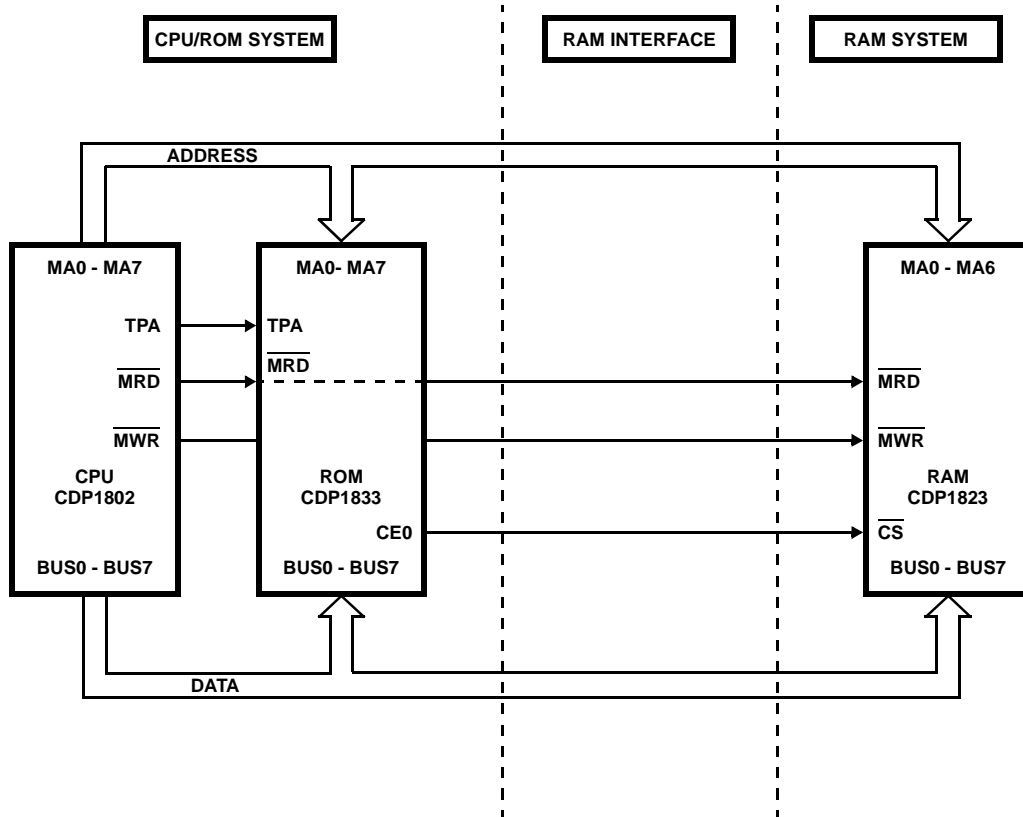 CPU/ROM SYSTEM
RAM INTERFACE
RAM SYSTEM
ADDRESS
MA0 - MA7
TPA
MRD
MWR
CPU
CDP1802
BUS0 - BUS7
MA0- MA7
TPA
MRD
ROM
CDP1833
CE0
BUS0 - BUS7
MA0 - MA6
MRD
MWR
RAM
CDP1823
CS
BUS0 - BUS7
DATA